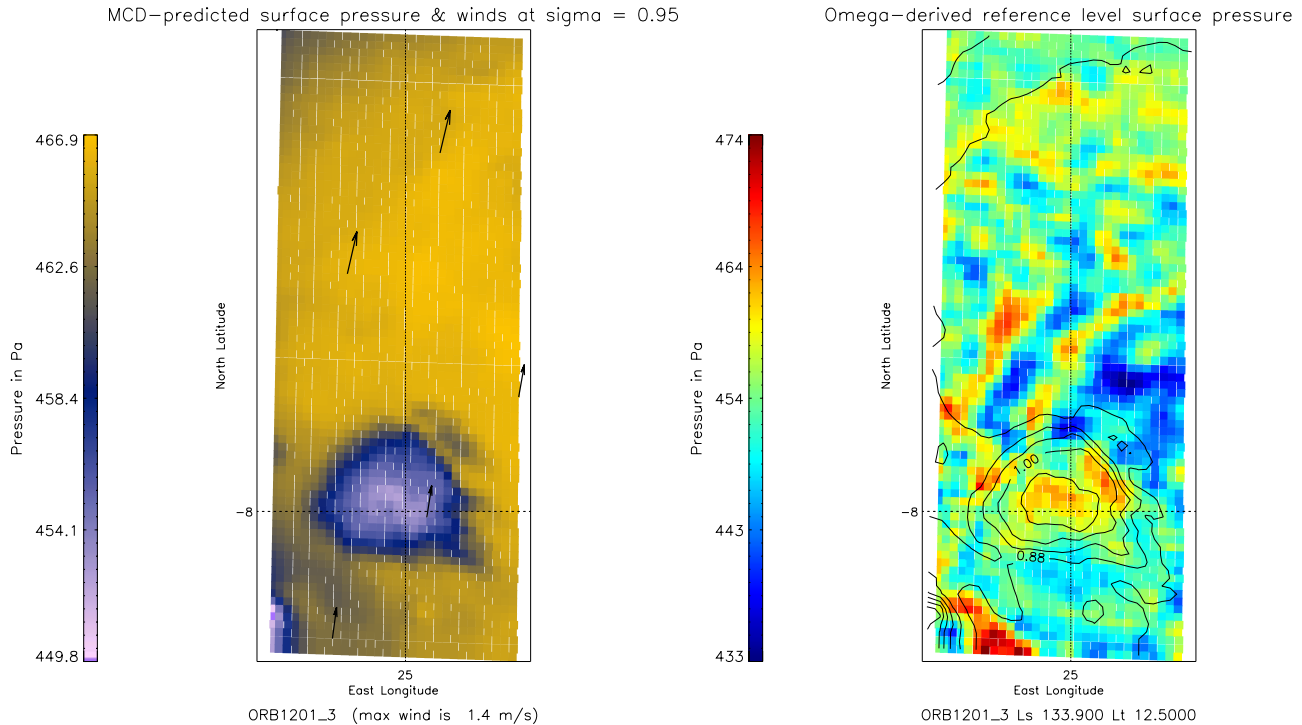 MCD-predicted surface pressure & winds at sigma = 0.95
466.9
462.6
458.4
454.1
449.8
Pressure in Pa
North Latitude
-8
25
East Longitude
ORB1201_3 (max wind is 1.4 m/s)
Omega-derived reference level surface pressure
474
464
454
443
433
Pressure in Pa
North Latitude
-8
1.00
0.88
25
East Longitude
ORB1201_3 Ls 133.900 Lt 12.5000